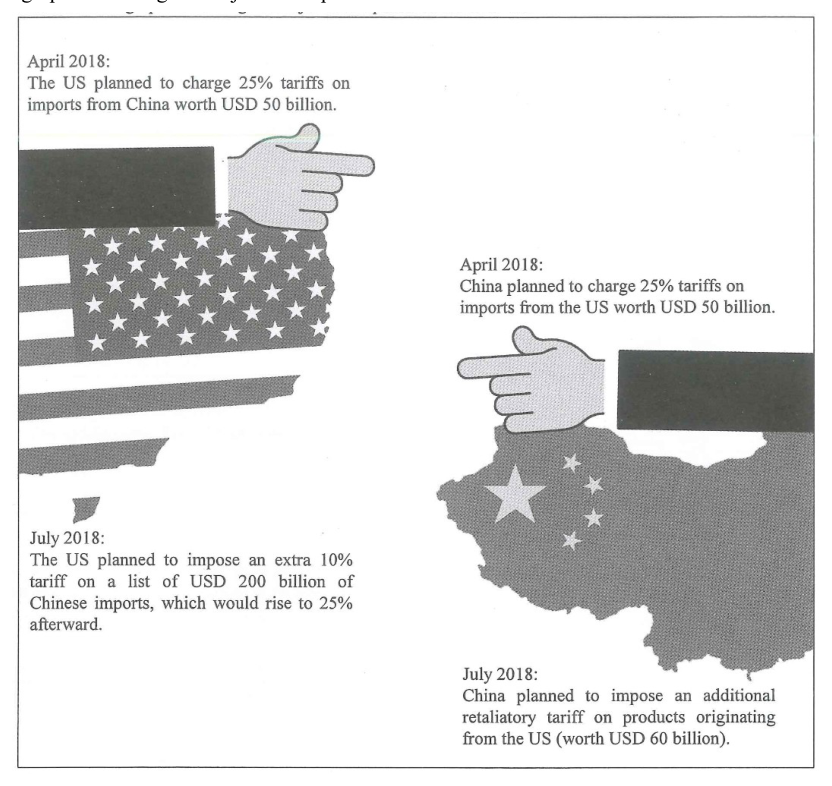 April 2018:
The US planned to charge 25% tariffs on
imports from China worth USD 50 billion.
April 2018:
China planned to charge 25% tariffs on
imports from the US worth USD 50 billion.
July 2018:
The US planned to impose an extra 10%
tariff on a list of USD 200 billion of
Chinese imports, which would rise to 25%
afterward.
July 2018:
China planned to impose an additional
retaliatory tariff on products originating
from the US (worth USD 60 billion).